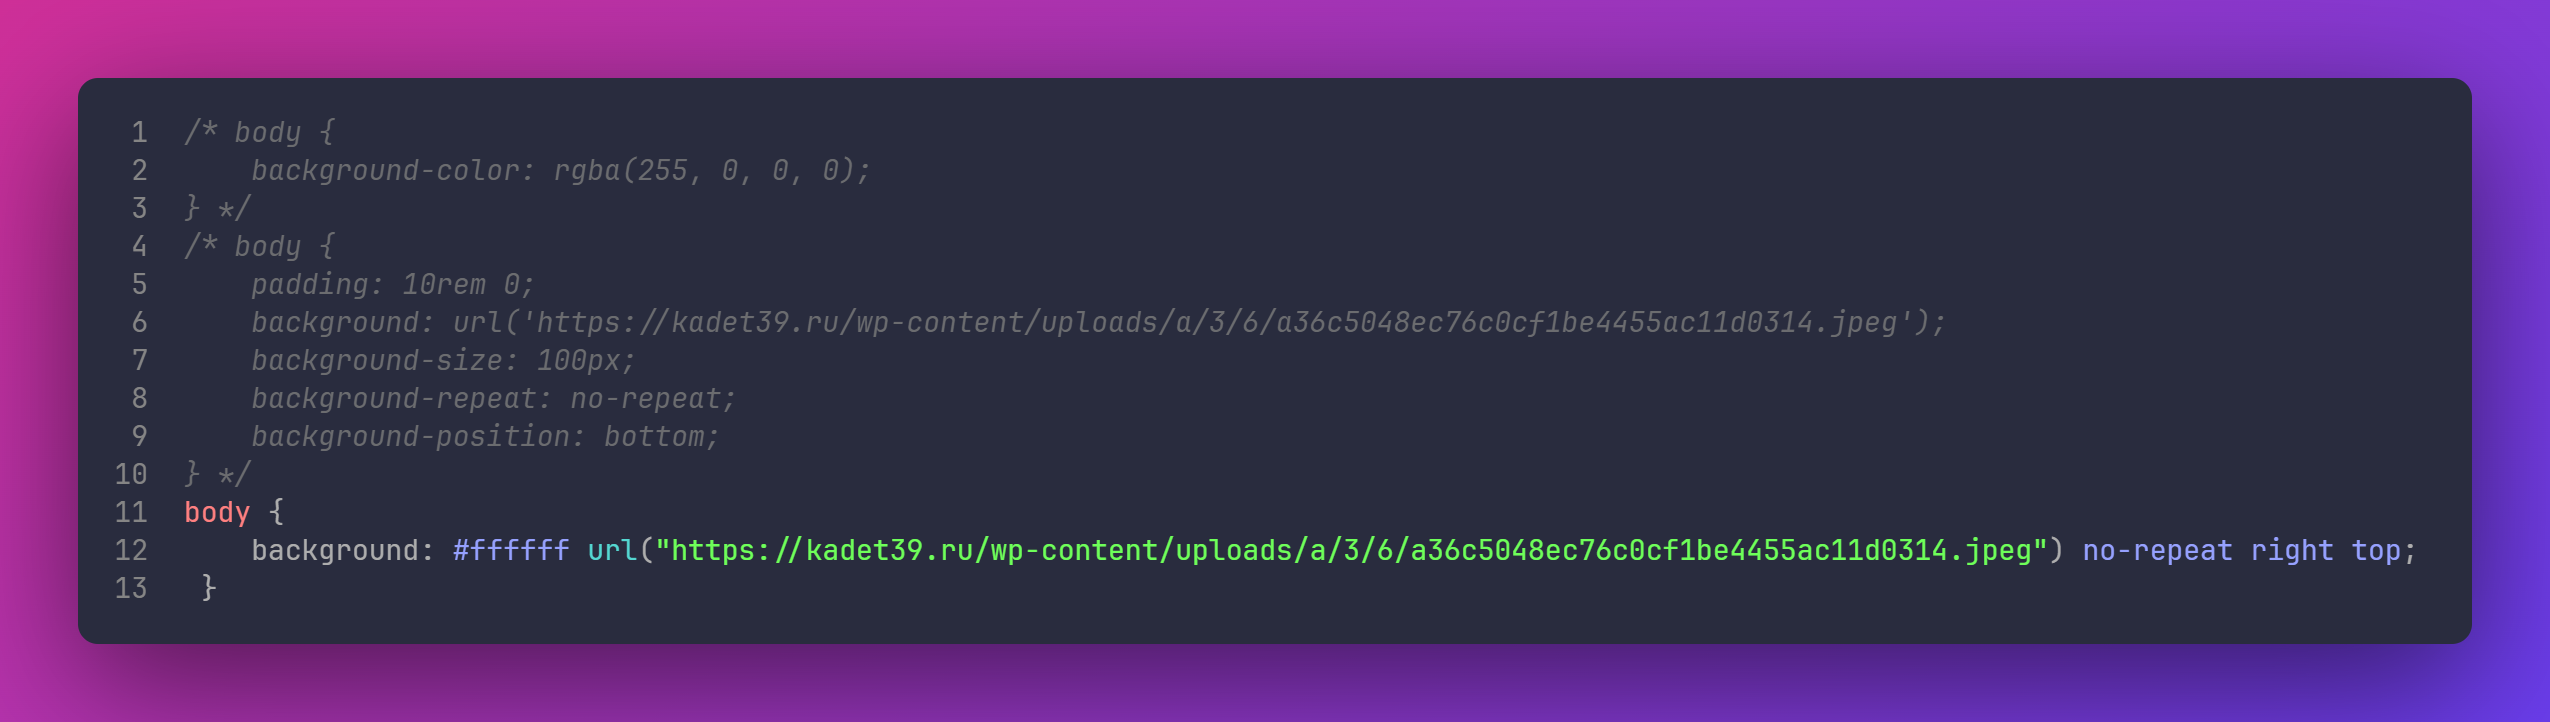 1 /* body {
2     background-color: rgba(255, 0, 0, 0);
3 } */
4 /* body {
5     padding: 10rem 0;
6     background: url('https://kadet39.ru/wp-content/uploads/a/3/6/a36c5048ec76c0cf1be4455ac11d0314.jpeg');
7     background-size: 100px;
8     background-repeat: no-repeat;
9     background-position: bottom;
10 } */
11 body {
12     background: #ffffff url("https://kadet39.ru/wp-content/uploads/a/3/6/a36c5048ec76c0cf1be4455ac11d0314.jpeg") no-repeat right top;
13  }